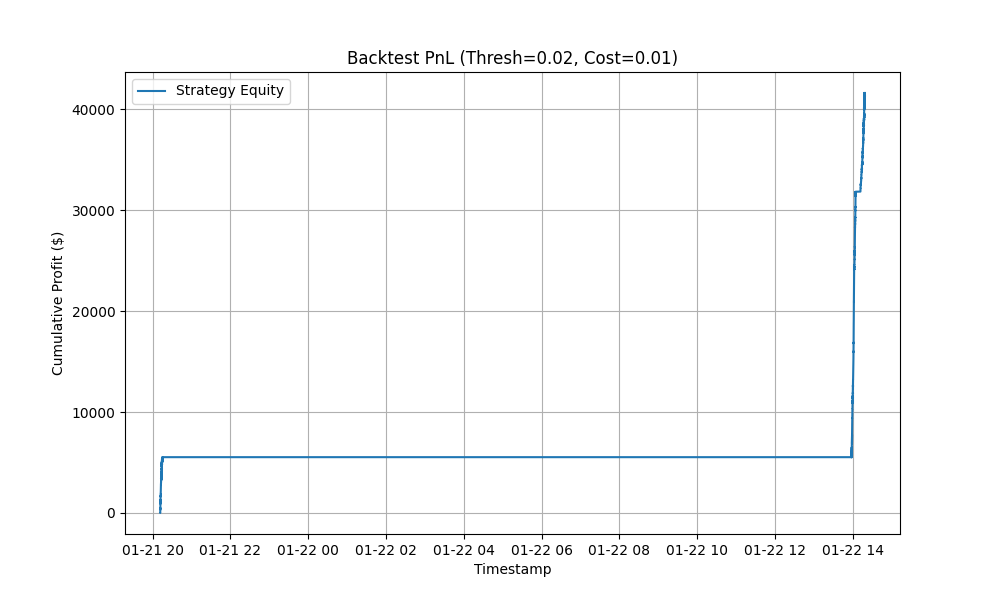 Backtest PnL (Thresh=0.02, Cost=0.01)
Strategy Equity
Cumulative Profit ($)
40000
30000
20000
10000
0
01-21 20 01-21 22 01-22 00 01-22 02 01-22 04 01-22 06 01-22 08 01-22 10 01-22 12 01-22 14
Timestamp